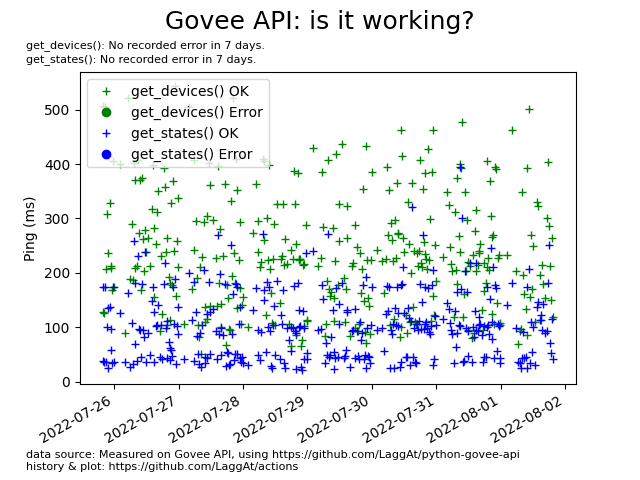 Govee API: is it working?
get_devices(): No recorded error in 7 days.
get_states(): No recorded error in 7 days.
get_devices() OK
get_devices() Error
get_states() OK
get_states() Error
Ping (ms)
500
400
300
200
100
0
2022-07-26
2022-07-27
2022-07-28
2022-07-29
2022-07-30
2022-07-31
2022-08-01
2022-08-02
data source: Measured on Govee API, using https://github.com/LaggAt/python-govee-api
history & plot: https://github.com/LaggAt/actions